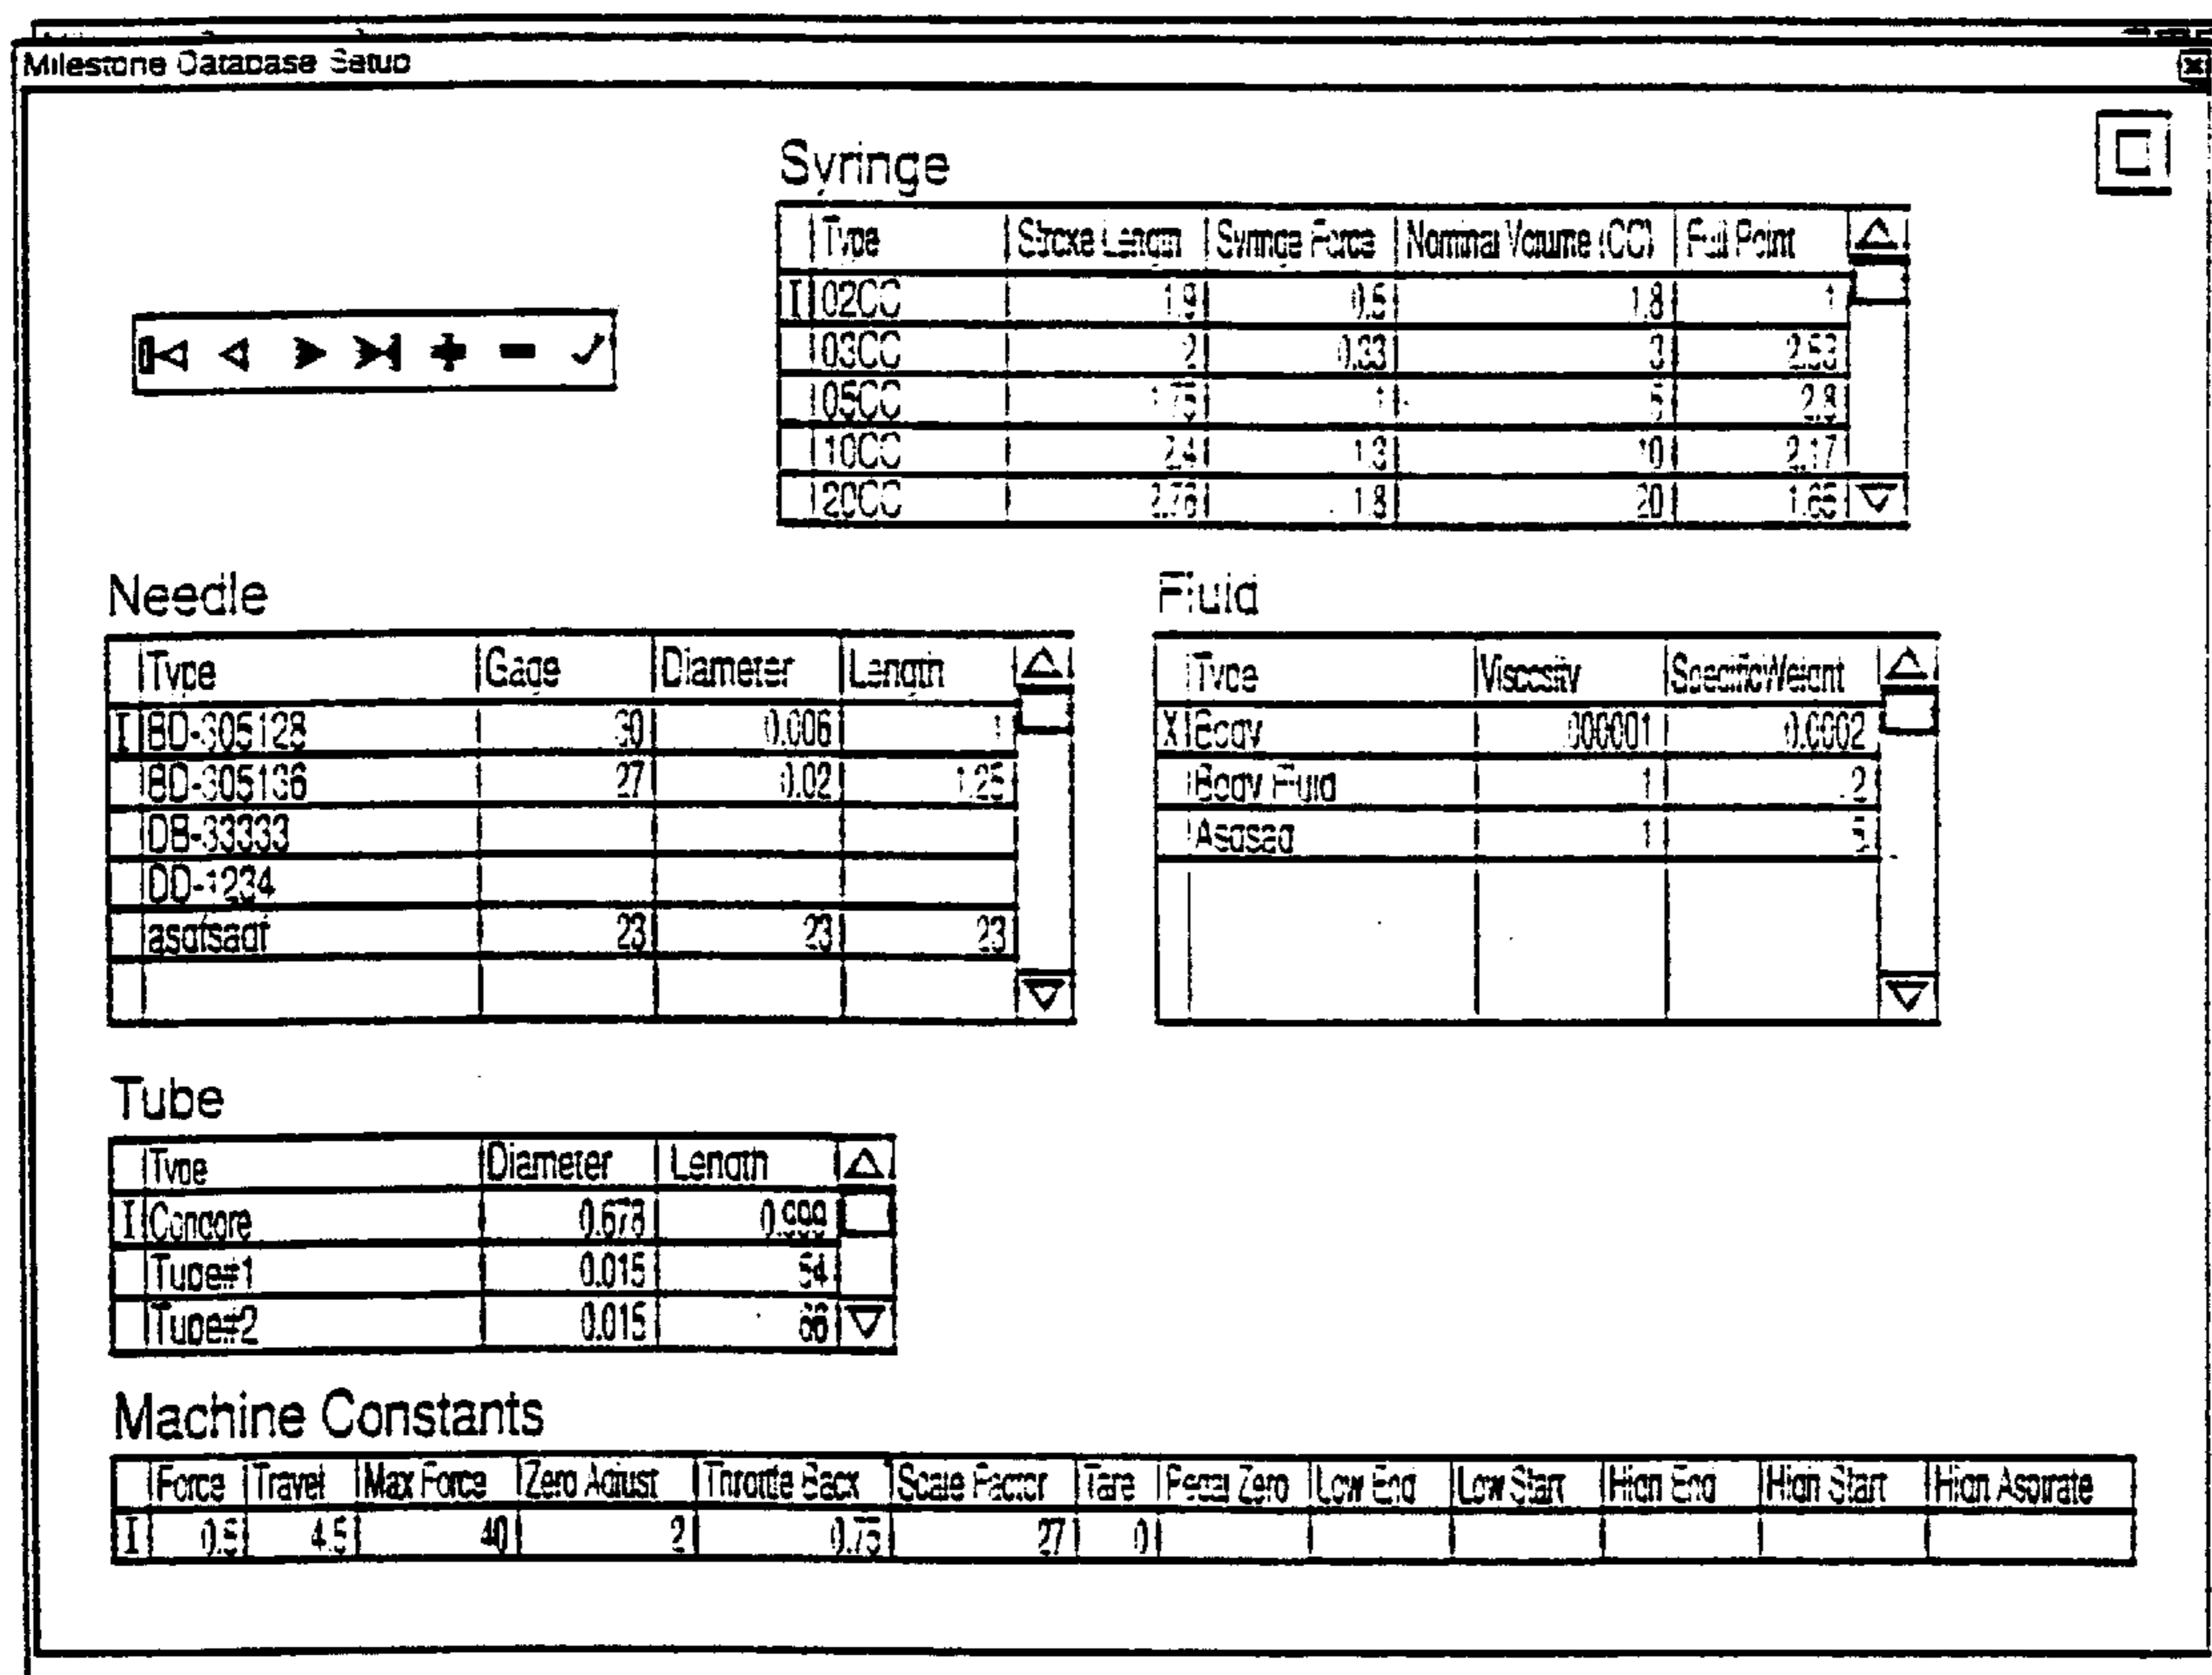 Milestone Database Setup
Syringe
Type Stroke Length Syringe Force Nominal Volume (CC) Full Point
I 02CC 1.9 0.5 1.8 1
03CC 2 0.33 3 2.53
05CC 1.75 1 5 2.8
10CC 2.4 1.3 10 2.17
20CC 2.76 1.8 20 1.65
Needle
Type Gage Diameter Length
I BD-305128 30 0.006 1
BD-305136 27 0.02 1.25
DB-33333
DD-1234
asdfsadf 23 23 23
Fluid
Type Viscosity SpecificWeight
X Body .000001 0.0002
Body Fluid 1 .2
Asdsad 1
Tube
Type Diameter Length
I 0.678 0.999
Tube#1 0.015 54
Tube#2 0.015
Machine Constants
Force Travel Max Force Zero Adjust Throttle Back Scale Factor Tare Pedal Zero Low End Low Start High End High Start High Aspirate
I 0.5 4.5 40 2 0.75 27 0